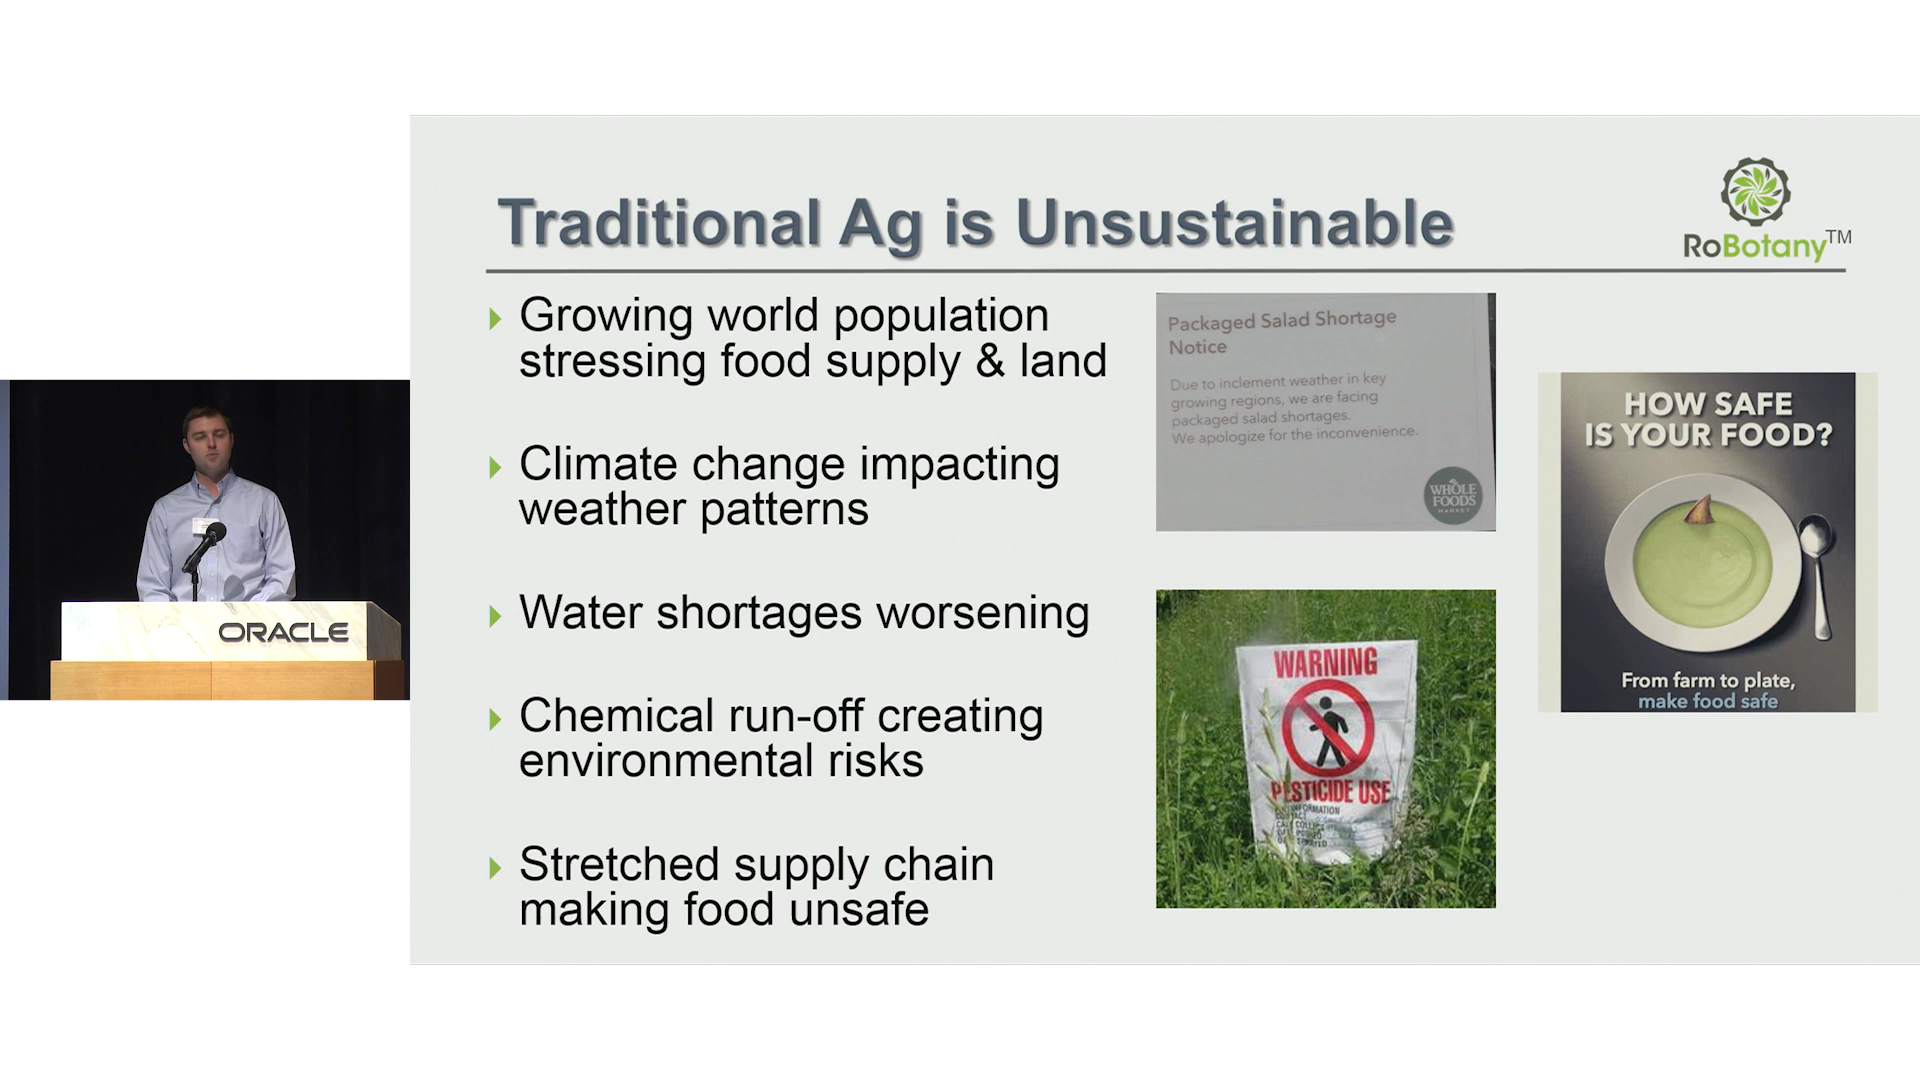 Traditional Ag is Unsustainable
RoBotany™
Growing world population
stressing food supply & land
Climate change impacting
weather patterns
Water shortages worsening
Chemical run-off creating
environmental risks
Stretched supply chain
making food unsafe
Packaged Salad Shortage
Notice
Due to inclement weather in key
growing regions, we are facing
packaged salad shortages.
We apologize for the inconvenience.
WHOLE
FOODS
MARKET
WARNING
PESTICIDE USE
HOW SAFE
IS YOUR FOOD?
From farm to plate,
make food safe
ORACLE